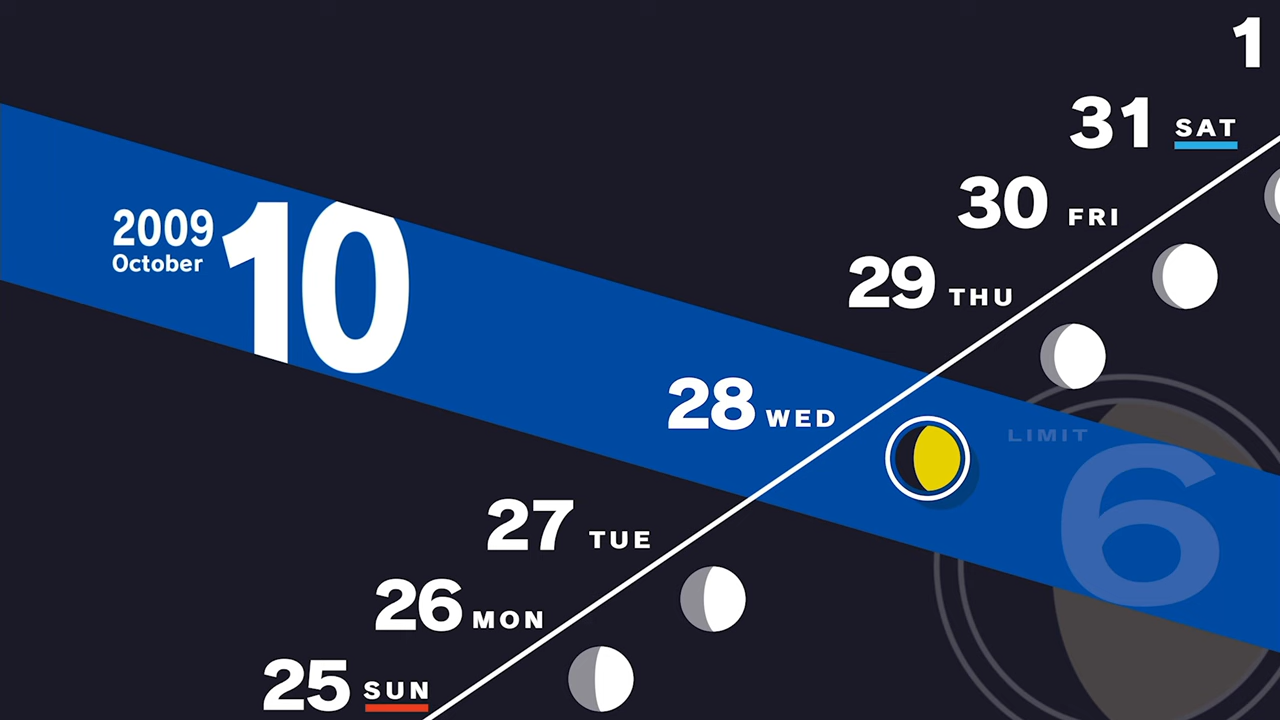 1
31 SAT
30 FRI
2009
October
10
29 THU
28 WED
LIMIT
6
27 TUE
26 MON
25 SUN